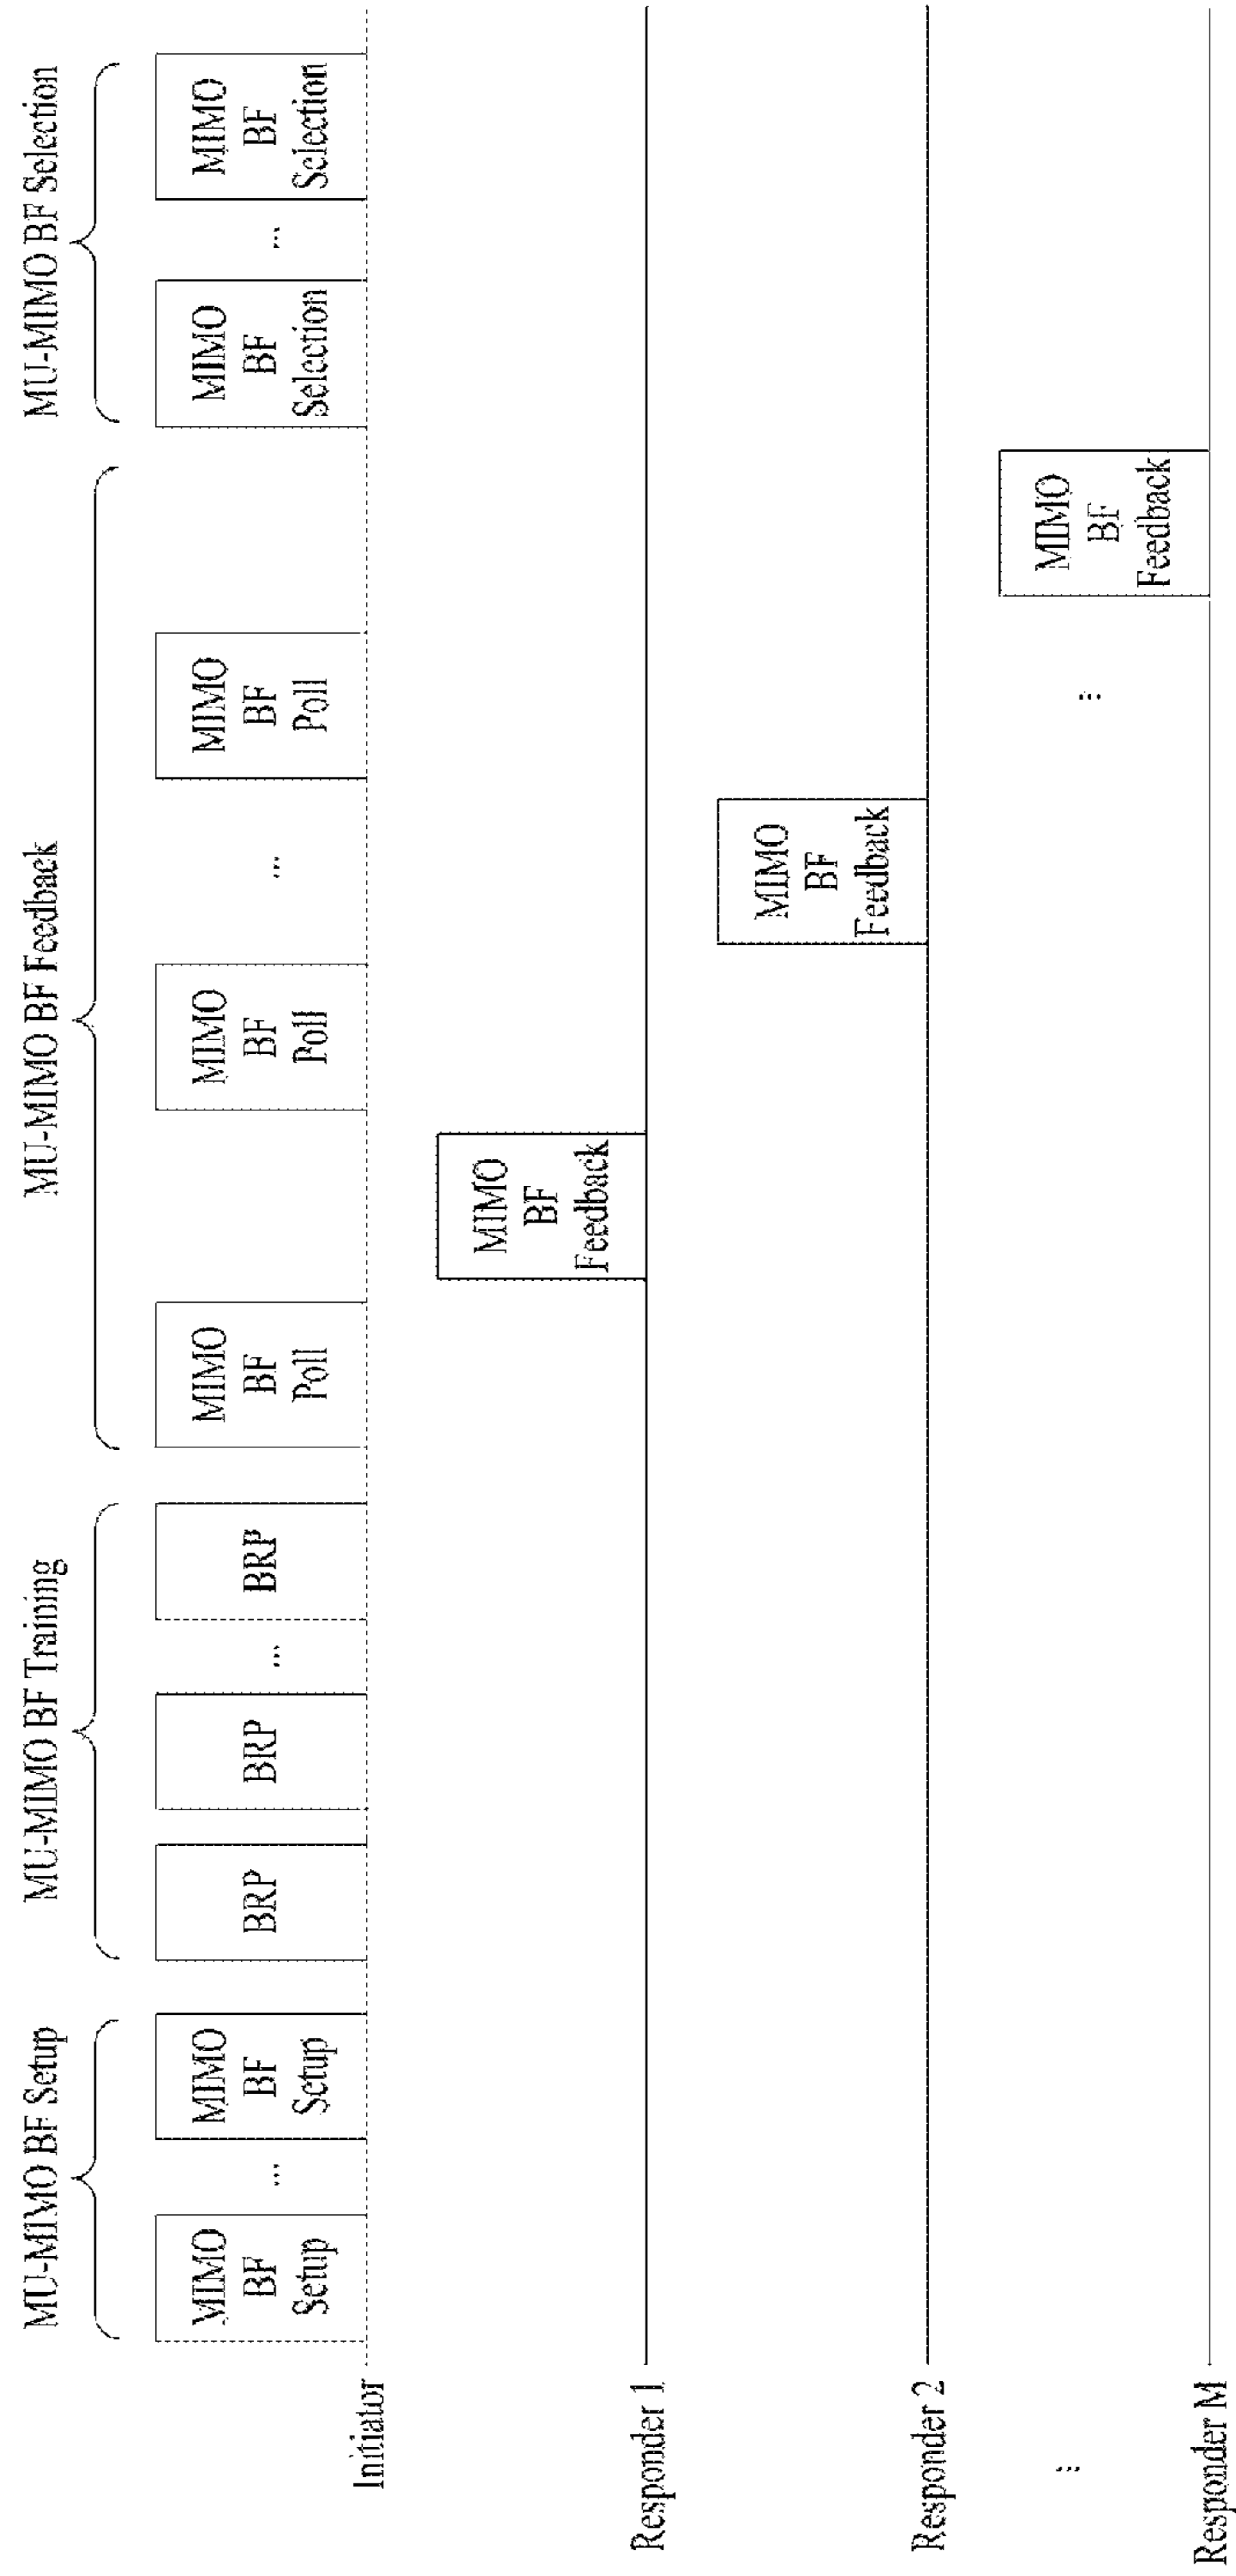 MU-MIMO BF Setup
MU-MIMO BF Training
MU-MIMO BF Feedback
MU-MIMO BF Selection
MIMO
BF
Setup
...
MIMO
BF
Setup
BRP
BRP
...
BRP
MIMO
BF
Poll
MIMO
BF
Poll
...
MIMO
BF
Poll
MIMO
BF
Selection
...
MIMO
BF
Selection
Initiator
MIMO
BF
Feedback
Responder 1
MIMO
BF
Feedback
Responder 2
...
...
MIMO
BF
Feedback
Responder M